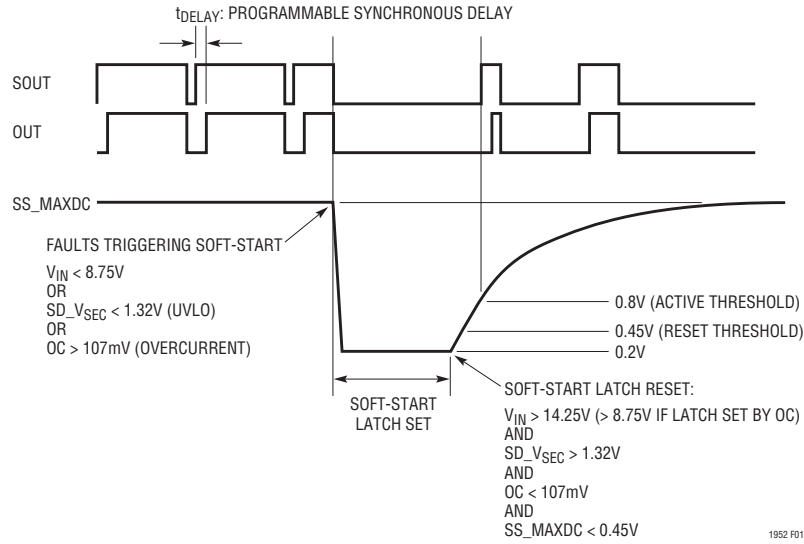 tDELAY: PROGRAMMABLE SYNCHRONOUS DELAY
SOUT
OUT
SS_MAXDC
FAULTS TRIGGERING SOFT-START
VIN < 8.75V
OR
SD_VSEC < 1.32V (UVLO)
OR
OC > 107mV (OVERCURRENT)
0.8V (ACTIVE THRESHOLD)
0.45V (RESET THRESHOLD)
0.2V
SOFT-START
LATCH SET
SOFT-START LATCH RESET:
VIN > 14.25V (> 8.75V IF LATCH SET BY OC)
AND
SD_VSEC > 1.32V
AND
OC < 107mV
AND
SS_MAXDC < 0.45V
1952 F01